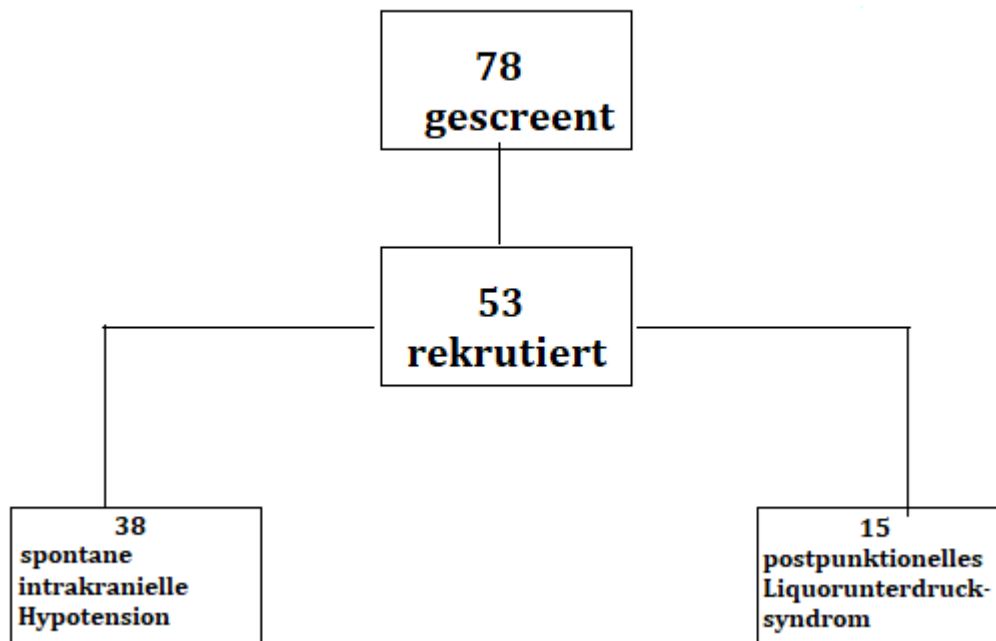 78
gescreent
53
rekrutiert
38
spontane
intrakranielle
Hypotension
15
postpunktionelles
Liquorunterdruck-
syndrom